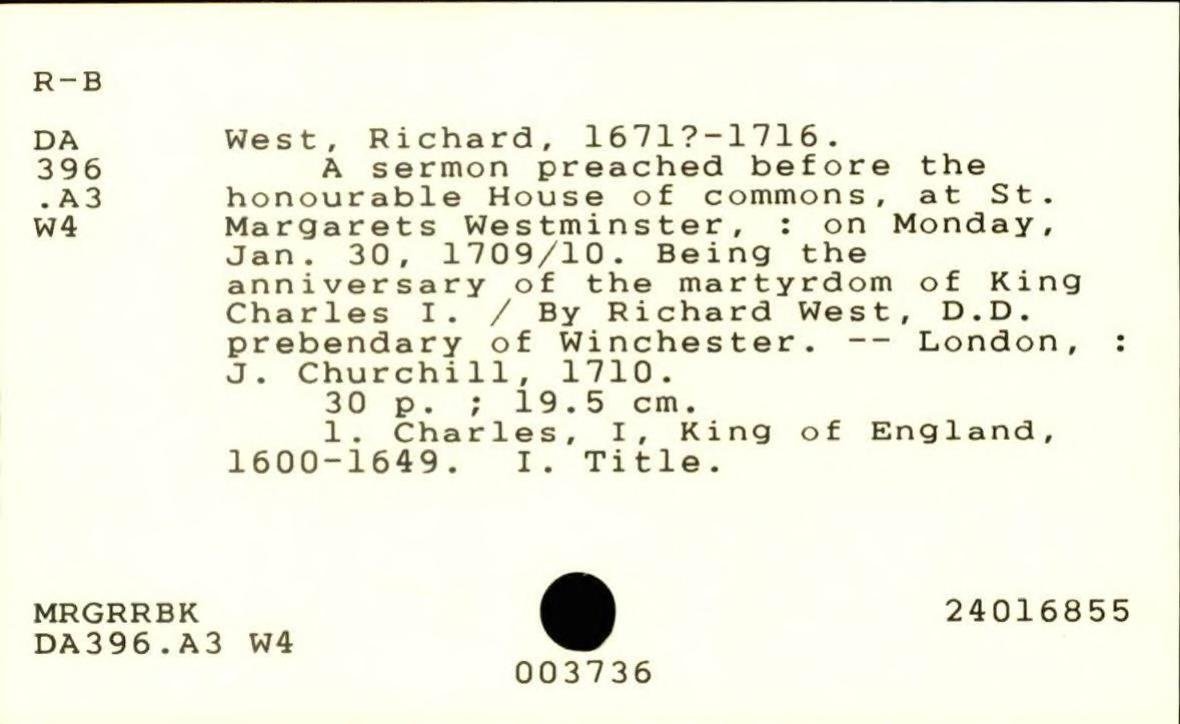 R-B
DA West, Richard, 1671?-1716.
396 A sermon preached before the
.A3 honourable House of commons, at St.
W4 Margarets Westminster, : on Monday,
Jan. 30, 1709/10. Being the
anniversary of the martyrdom of King
Charles I. / By Richard West, D.D.
prebendary of Winchester. -- London, :
J. Churchill, 1710.
30 p. ; 19.5 cm.
1. Charles, I, King of England,
1600-1649. I. Title.
MRGRRBK 24016855
DA396.A3 W4
003736